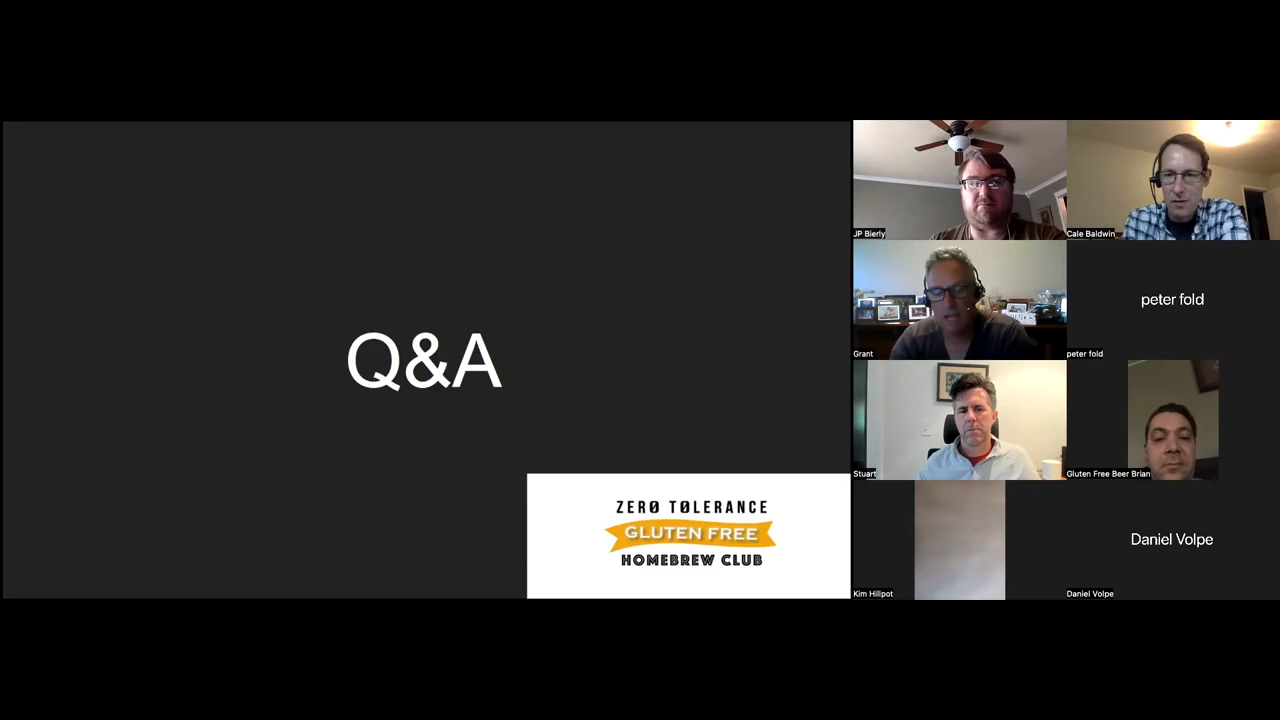 Q&A
ZERØ TØLERANCE
GLUTEN FREE
HOMEBREW CLUB
JP Bierly
Cale Baldwin
Grant
peter fold
peter fold
Stuart
Gluten Free Beer Brian
Kim Hillpot
Daniel Volpe
Daniel Volpe